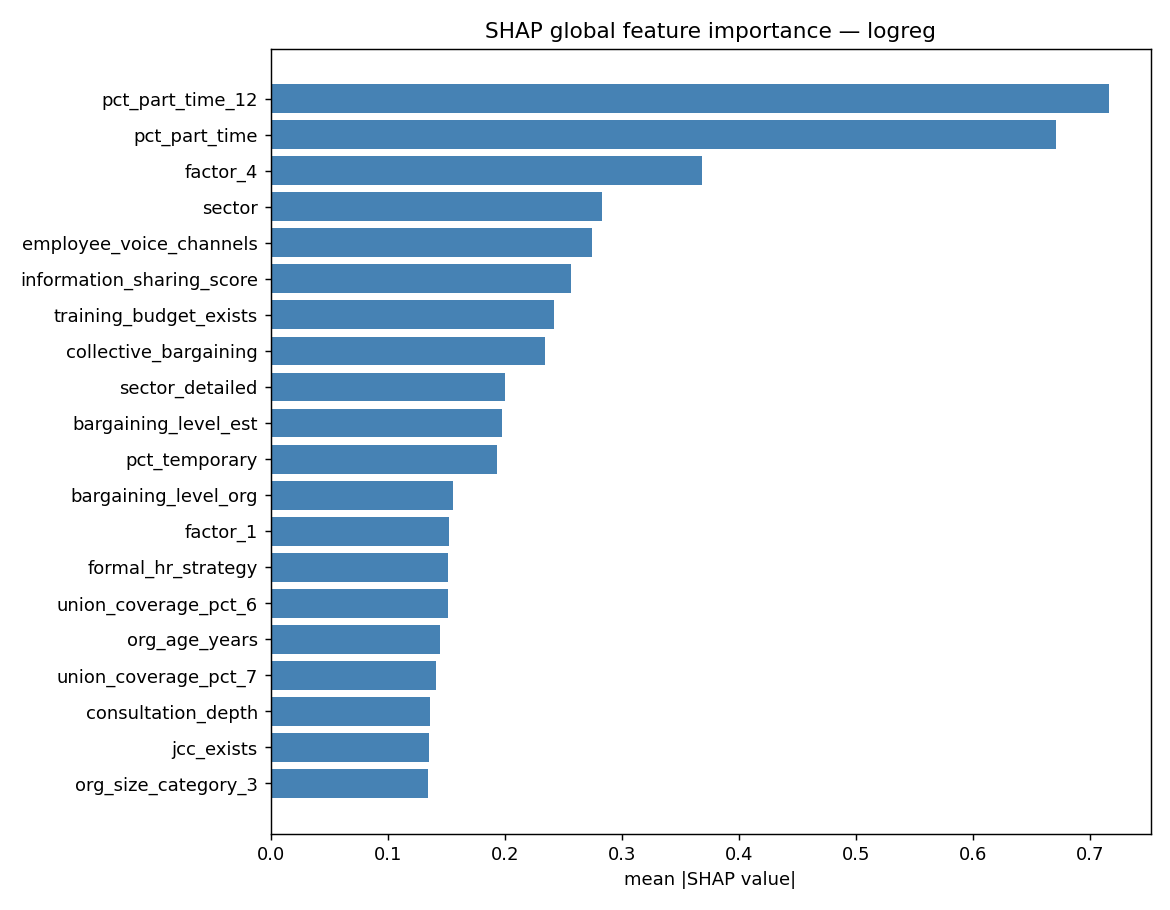 SHAP global feature importance — logreg
pct_part_time_12
pct_part_time
factor_4
sector
employee_voice_channels
information_sharing_score
training_budget_exists
collective_bargaining
sector_detailed
bargaining_level_est
pct_temporary
bargaining_level_org
factor_1
formal_hr_strategy
union_coverage_pct_6
org_age_years
union_coverage_pct_7
consultation_depth
jcc_exists
org_size_category_3
0.0 0.1 0.2 0.3 0.4 0.5 0.6 0.7
mean |SHAP value|